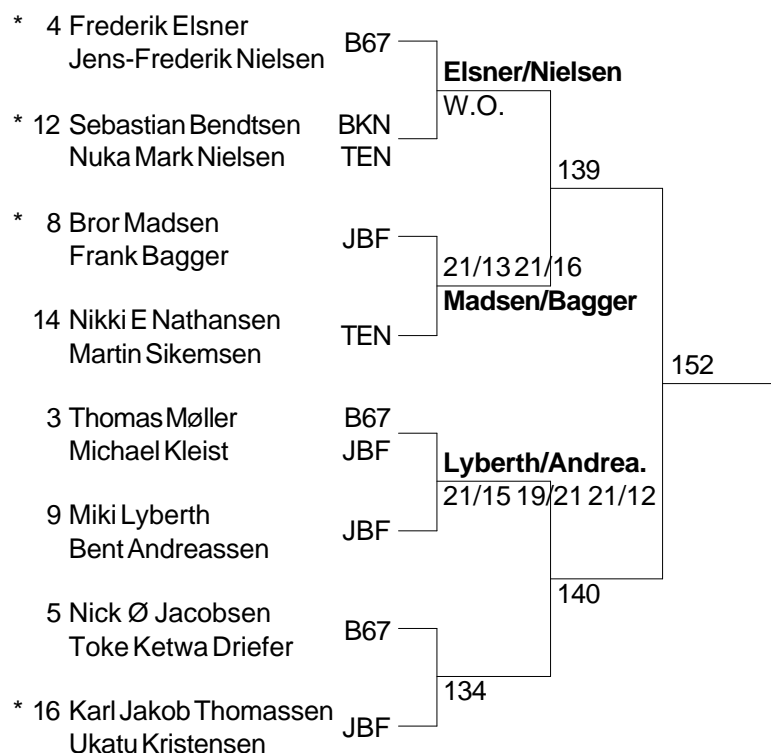 * 4 Frederik Elsner B67
Jens-Frederik Nielsen
Elsner/Nielsen
W.O.
* 12 Sebastian Bendtsen BKN
Nuka Mark Nielsen TEN
139
* 8 Bror Madsen JBF
Frank Bagger
21/13 21/16
Madsen/Bagger
14 Nikki E Nathansen TEN
Martin Sikemsen
152
3 Thomas Møller B67
Michael Kleist JBF
Lyberth/Andrea.
21/15 19/21 21/12
9 Miki Lyberth JBF
Bent Andreassen
140
5 Nick Ø Jacobsen B67
Toke Ketwa Driefer
134
* 16 Karl Jakob Thomassen JBF
Ukatu Kristensen